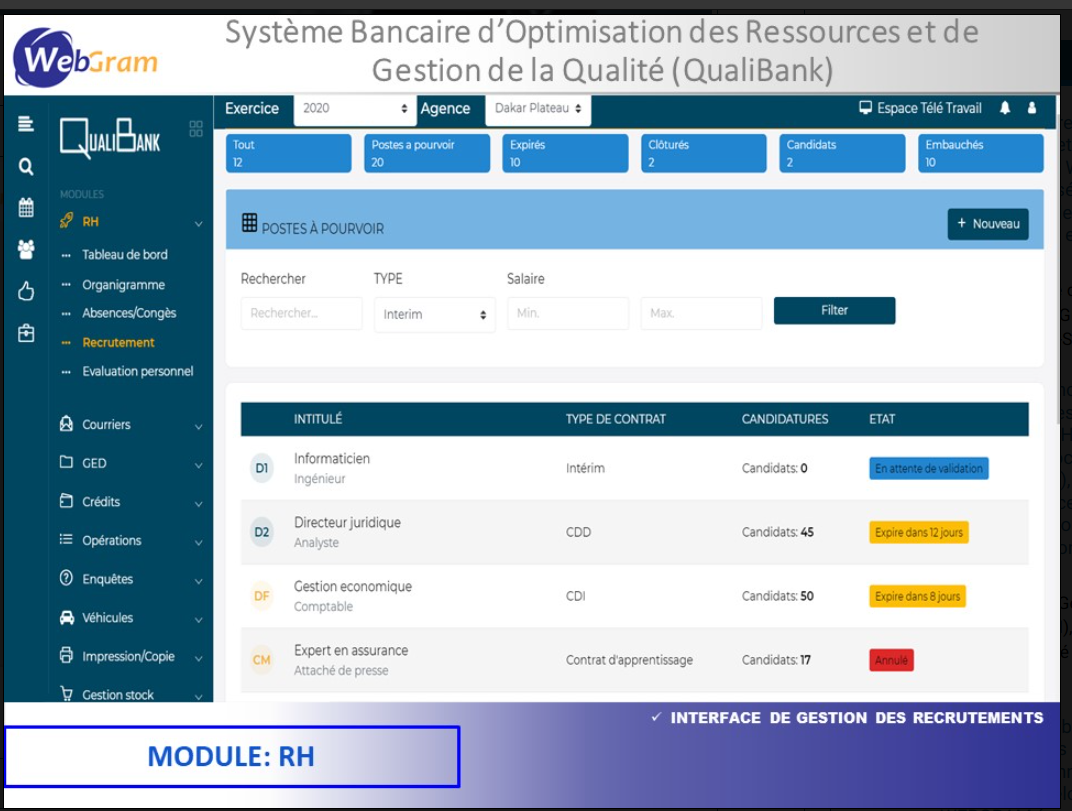 WebGram
Système Bancaire d’Optimisation des Ressources et de
Gestion de la Qualité (QualiBank)
Exercice 2020 Agence Dakar Plateau Espace Télé Travail
QUALIBANK
Tout Postes a pourvoir Expirés Clôturés Candidats Embauchés
12 20 10 2 2 10
MODULES
RH
Tableau de bord
Organigramme
Absences/Congès
Recrutement
Evaluation personnel
Courriers
GED
Crédits
Opérations
Enquêtes
Véhicules
Impression/Copie
Gestion stock
POSTES À POURVOIR + Nouveau
Rechercher TYPE Salaire
Rechercher... Interim Min. Max. Filter
INTITULÉ TYPE DE CONTRAT CANDIDATURES ETAT
D1 Informaticien Intérim Candidats: 0 En attente de validation
Ingénieur
D2 Directeur juridique CDD Candidats: 45 Expire dans 12 jours
Analyste
DF Gestion economique CDI Candidats: 50 Expire dans 8 jours
Comptable
CM Expert en assurance Contrat d'apprentissage Candidats: 17 Annulé
Attaché de presse
✓ INTERFACE DE GESTION DES RECRUTEMENTS
MODULE: RH